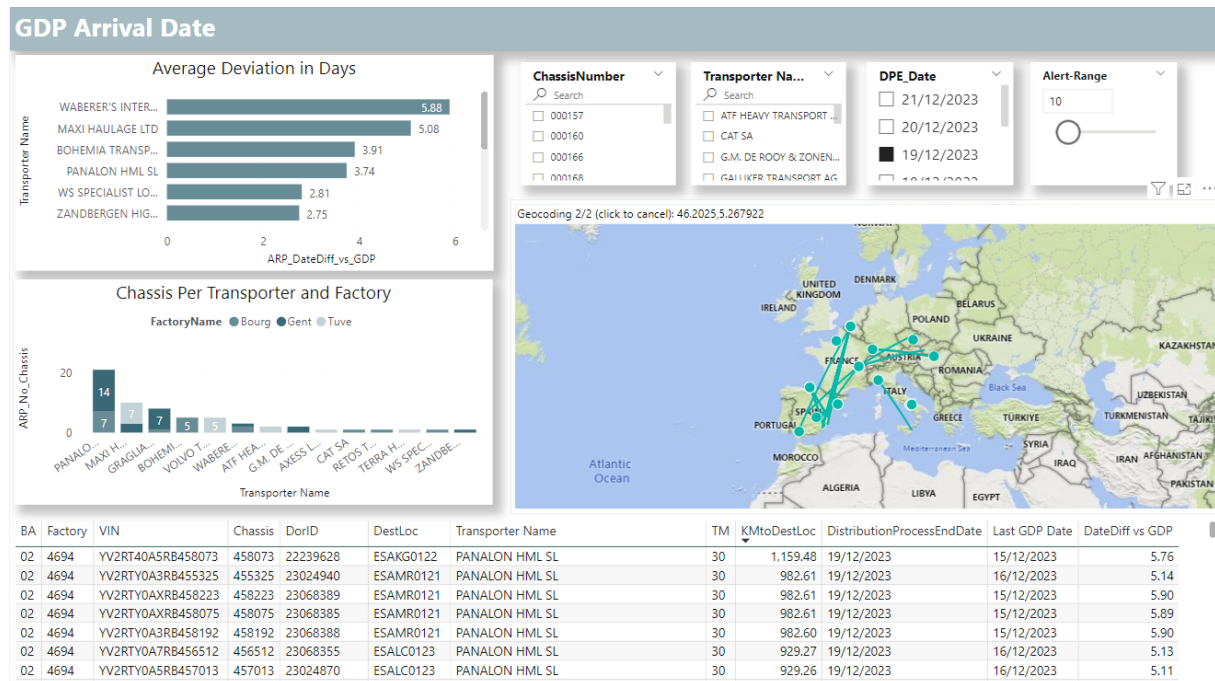 GDP Arrival Date
Average Deviation in Days
Transporter Name
WABERER'S INTER... 5.88
MAXI HAULAGE LTD 5.08
BOHEMIA TRANSP... 3.91
PANALON HML SL 3.74
WS SPECIALIST LO... 2.81
ZANDBERGEN HIG... 2.75
0 2 4 6
ARP_DateDiff_vs_GDP
ChassisNumber
Search
000157
000160
000166
000168
Transporter Na...
Search
ATF HEAVY TRANSPORT ...
CAT SA
G.M. DE ROOY & ZONEN...
GALLIKER TRANSPORT AG
DPE_Date
21/12/2023
20/12/2023
19/12/2023
18/12/2023
Alert-Range
10
Chassis Per Transporter and Factory
FactoryName Bourg Gent Tuve
ARP_No_Chassis
20
0
14
7
7
7
5
5
PANALO...
MAXI H...
GRAGLIA...
BOHEMI...
VOLVO T...
WABERE...
ATF HEA...
G.M. DE ...
AXESS L...
CAT SA
RETOS T...
TERRA H...
WS SPEC...
ZANDBE...
Transporter Name
Geocoding 2/2 (click to cancel): 46.2025,5.267922
NORWAY
UNITED
KINGDOM
DENMARK
IRELAND
BELARUS
POLAND
UKRAINE
KAZAKHSTAN
FRANCE
AUSTRIA
ROMANIA
ITALY
Black Sea
UZBEKISTAN
SPAIN
PORTUGAL
GREECE
TÜRKIYE
TURKMENISTAN
TAJIKI
Mediterranean Sea
SYRIA
MOROCCO
IRAQ
IRAN
AFGHANISTAN
Atlantic
Ocean
ALGERIA
LIBYA
EGYPT
PAKISTAN
BA Factory VIN Chassis DorID DestLoc Transporter Name TM KMtoDestLoc DistributionProcessEndDate Last GDP Date DateDiff vs GDP
02 4694 YV2RT40A5RB458073 458073 22239628 ESAKG0122 PANALON HML SL 30 1,159.48 19/12/2023 15/12/2023 5.76
02 4694 YV2RTY0A3RB455325 455325 23024940 ESAMR0121 PANALON HML SL 30 982.61 19/12/2023 16/12/2023 5.14
02 4694 YV2RTY0AXRB458223 458223 23068389 ESAMR0121 PANALON HML SL 30 982.61 19/12/2023 15/12/2023 5.90
02 4694 YV2RTY0AXRB458075 458075 23068385 ESAMR0121 PANALON HML SL 30 982.61 19/12/2023 15/12/2023 5.89
02 4694 YV2RTY0A3RB458192 458192 23068388 ESAMR0121 PANALON HML SL 30 982.60 19/12/2023 15/12/2023 5.90
02 4694 YV2RTY0A7RB456512 456512 23068355 ESALC0123 PANALON HML SL 30 929.27 19/12/2023 16/12/2023 5.13
02 4694 YV2RTY0A5RB457013 457013 23024870 ESALC0123 PANALON HML SL 30 929.26 19/12/2023 16/12/2023 5.11